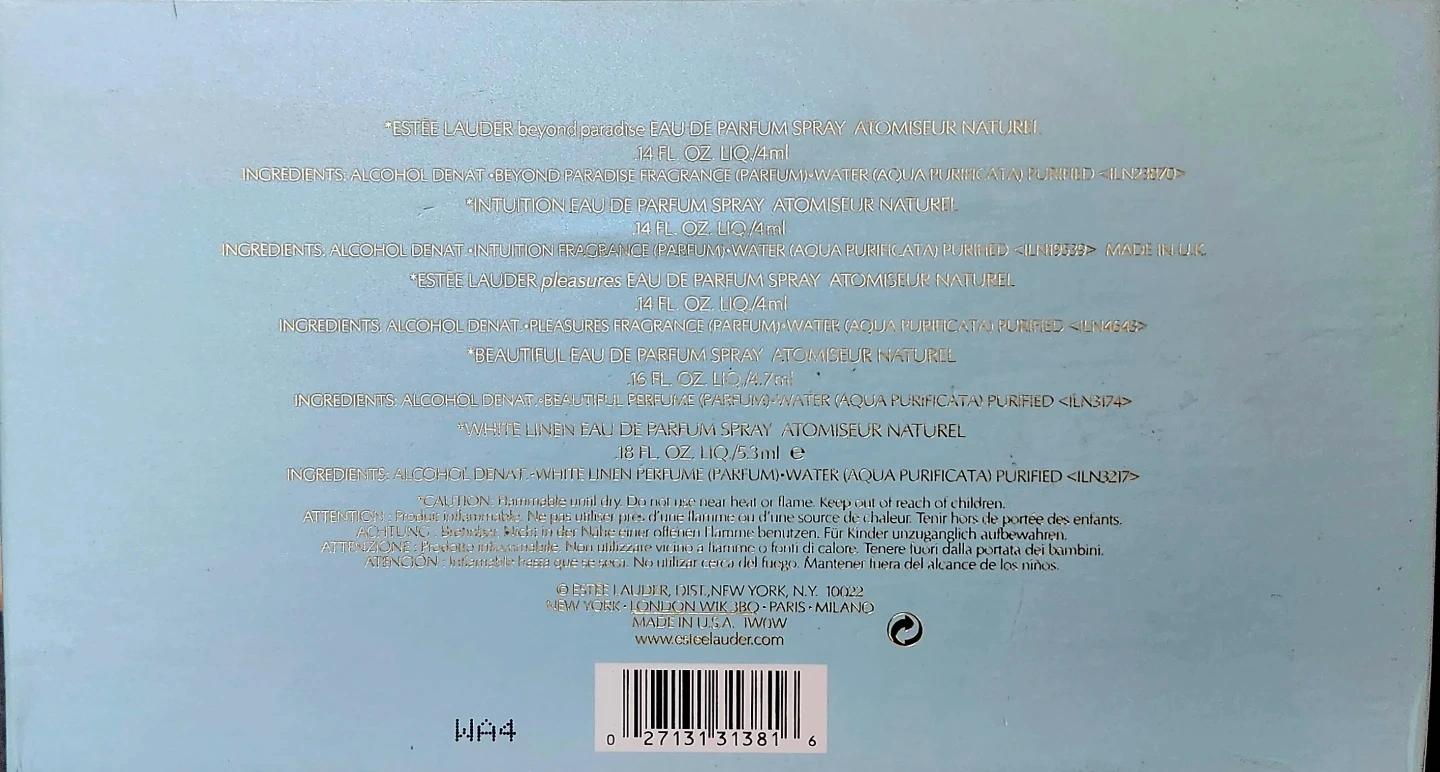 *ESTĒE LAUDER beyond paradise EAU DE PARFUM SPRAY ATOMISEUR NATUREL
.14 FL. OZ. LIQ./4ml
INGREDIENTS: ALCOHOL DENAT.•BEYOND PARADISE FRAGRANCE (PARFUM)•WATER (AQUA PURIFICATA) PURIFIED <ILN23870>
*INTUITION EAU DE PARFUM SPRAY ATOMISEUR NATUREL
.14 FL. OZ. LIQ./4ml
INGREDIENTS: ALCOHOL DENAT.•INTUITION FRAGRANCE (PARFUM)•WATER (AQUA PURIFICATA) PURIFIED <ILN19539> MADE IN U.K.
*ESTĒE LAUDER pleasures EAU DE PARFUM SPRAY ATOMISEUR NATUREL
.14 FL. OZ. LIQ./4ml
INGREDIENTS: ALCOHOL DENAT.•PLEASURES FRAGRANCE (PARFUM)•WATER (AQUA PURIFICATA) PURIFIED <ILN4643>
*BEAUTIFUL EAU DE PARFUM SPRAY ATOMISEUR NATUREL
.16 FL. OZ. LIQ./4.7ml
INGREDIENTS: ALCOHOL DENAT.•BEAUTIFUL PERFUME (PARFUM)•WATER (AQUA PURIFICATA) PURIFIED <ILN3174>
*WHITE LINEN EAU DE PARFUM SPRAY ATOMISEUR NATUREL
.18 FL. OZ. LIQ./5.3ml ℮
INGREDIENTS: ALCOHOL DENAT.•WHITE LINEN PERFUME (PARFUM)•WATER (AQUA PURIFICATA) PURIFIED <ILN3217>
*CAUTION: Flammable until dry. Do not use near heat or flame. Keep out of reach of children.
ATTENTION : Produit inflammable. Ne pas utiliser près d'une flamme ou d'une source de chaleur. Tenir hors de portée des enfants.
ACHTUNG : Brennbar. Nicht in der Nähe einer offenen Flamme benutzen. Für Kinder unzugänglich aufbewahren.
ATTENZIONE : Prodotto infiammabile. Non utilizzare vicino a fiamme o fonti di calore. Tenere fuori dalla portata dei bambini.
ATENCIÓN : Inflamable hasta que se seca. No utilizar cerca del fuego. Mantener fuera del alcance de los niños.
© ESTĒE LAUDER, DIST., NEW YORK, N.Y. 10022
NEW YORK • LONDON W1K 3BQ • PARIS • MILANO
MADE IN U.S.A. 1W0W
www.esteelauder.com
WA4
0 27131 31381 6